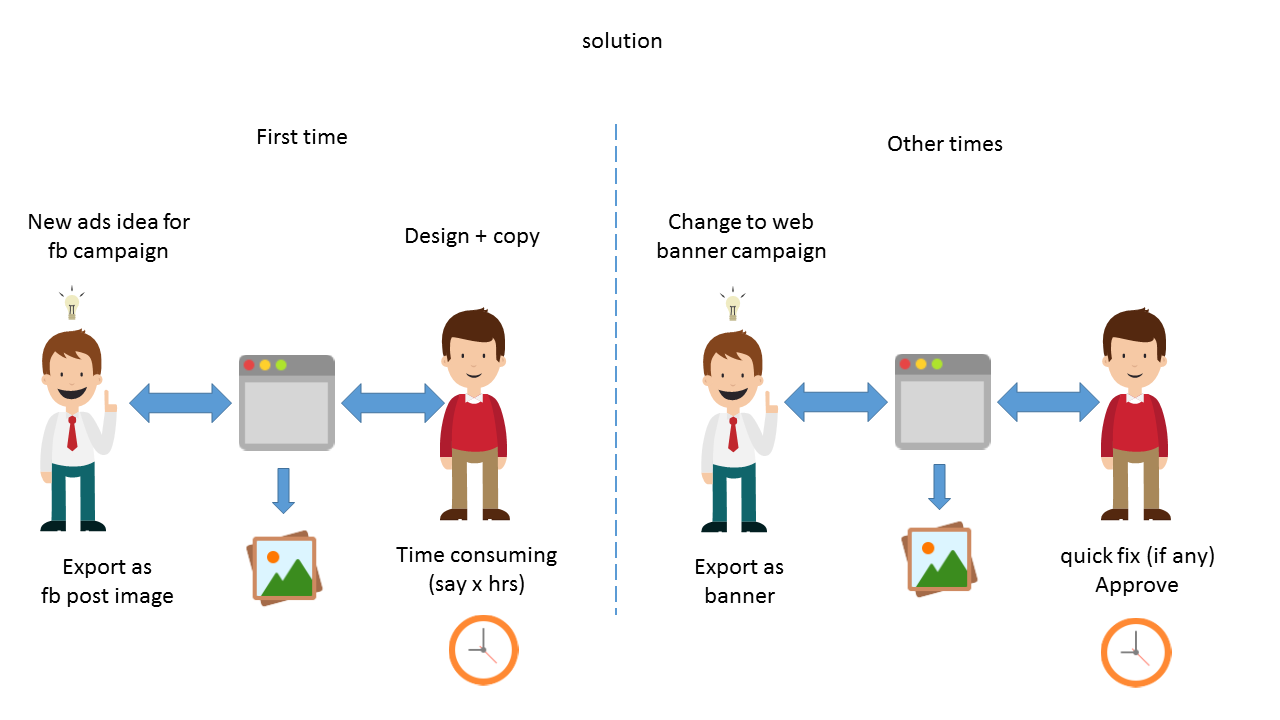 solution
First time
Other times
New ads idea for
fb campaign
Design + copy
Export as
fb post image
Time consuming
(say x hrs)
Change to web
banner campaign
Export as
banner
quick fix (if any)
Approve